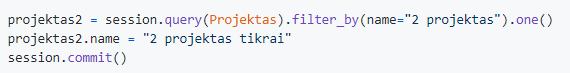 projektas2 = session.query(Projektas).filter_by(name="2 projektas").one()
projektas2.name = "2 projektas tikrai"
session.commit()